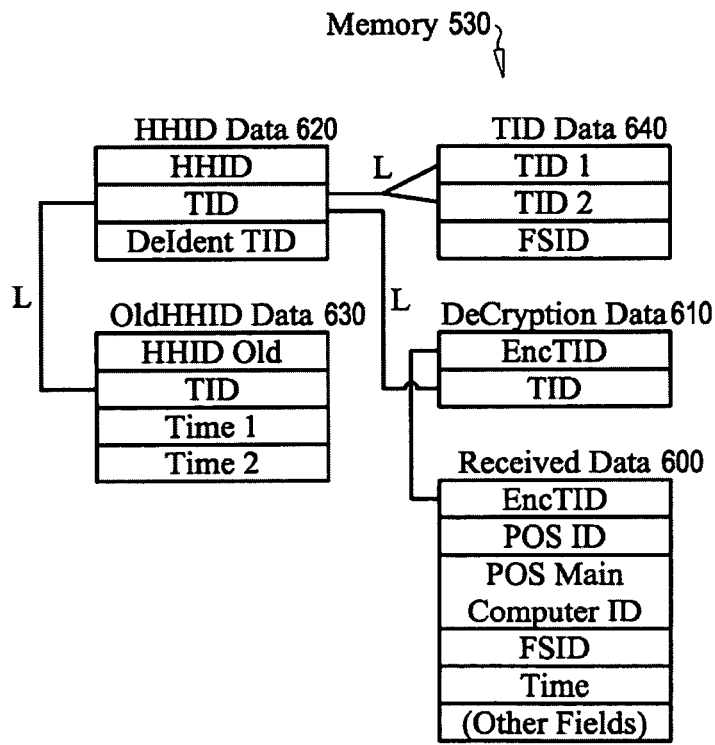 Memory 530
HHID Data 620
HHID
TID
DeIdent TID
L
TID Data 640
TID 1
TID 2
FSID
L
L
OldHHID Data 630
HHID Old
TID
Time 1
Time 2
L
DeCryption Data 610
EncTID
TID
Received Data 600
EncTID
POS ID
POS Main
Computer ID
FSID
Time
(Other Fields)